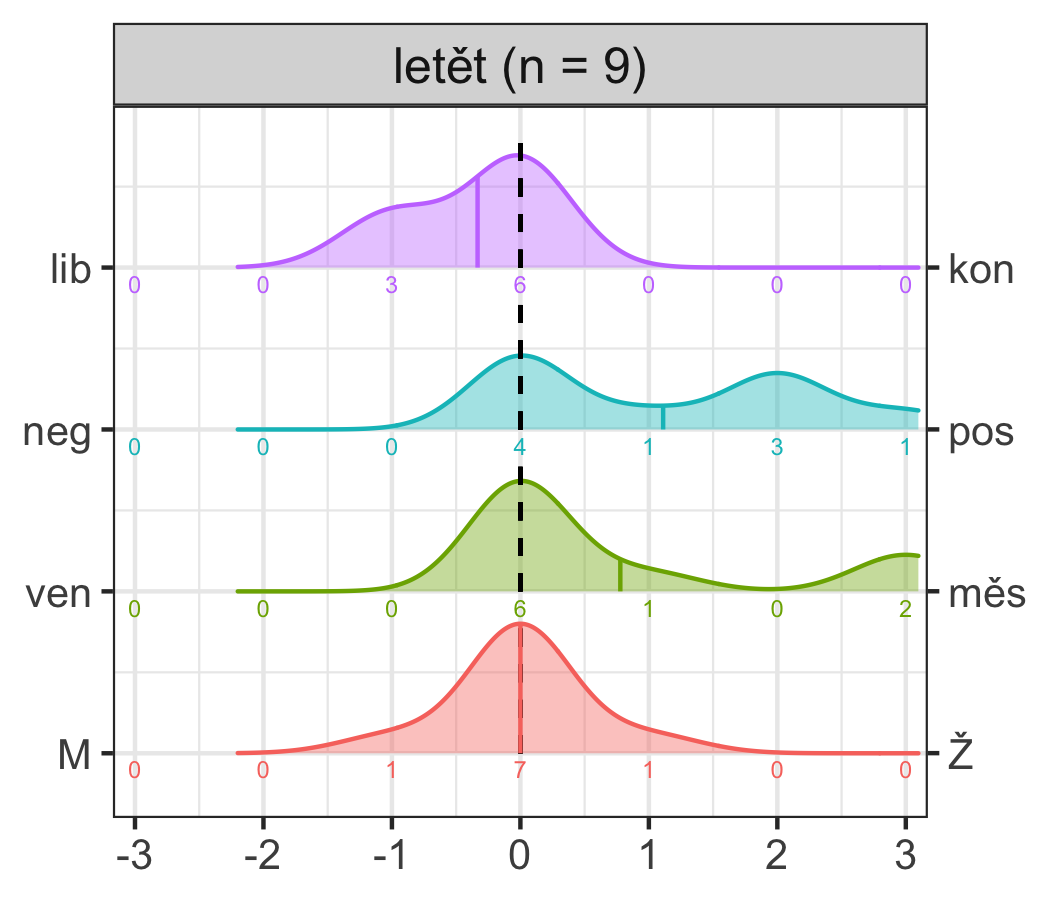 letět (n = 9)
lib kon
0 0 3 6 0 0 0
neg pos
0 0 0 4 1 3 1
ven měs
0 0 0 6 1 0 2
M Ž
0 0 1 7 1 0 0
-3 -2 -1 0 1 2 3